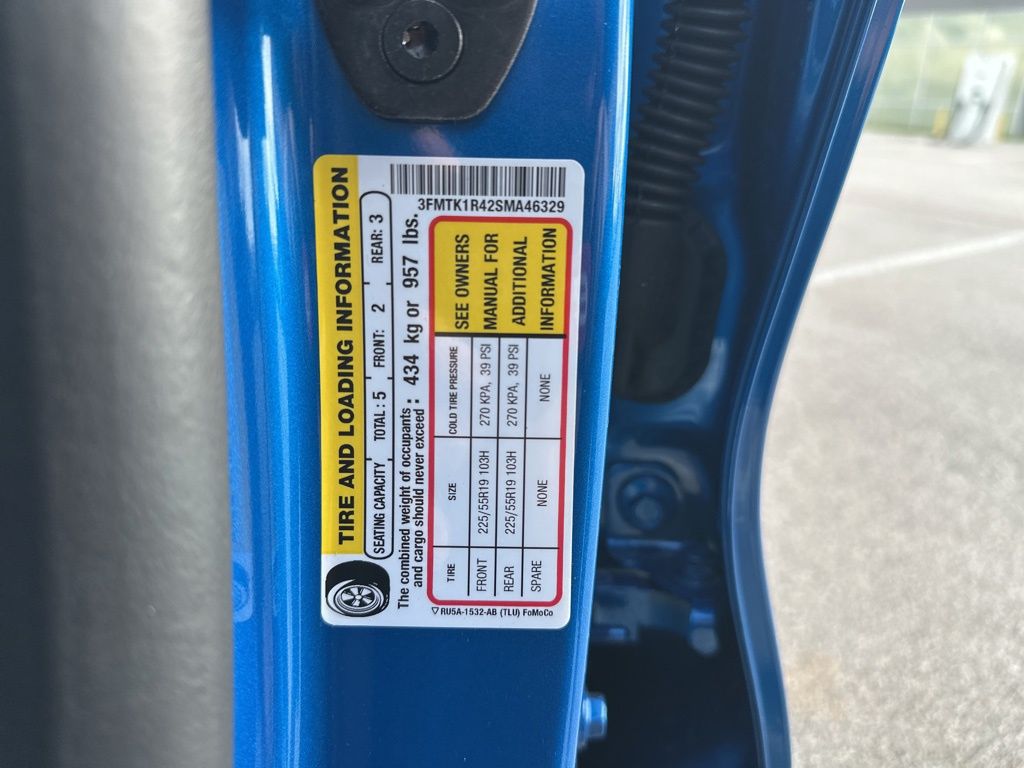 3FMTK1R42SMA46329
TIRE AND LOADING INFORMATION
SEATING CAPACITY TOTAL : 5 FRONT: 2 REAR: 3
The combined weight of occupants
and cargo should never exceed : 434 kg or 957 lbs.
TIRE SIZE COLD TIRE PRESSURE
FRONT 225/55R19 103H 270 KPA, 39 PSI
REAR 225/55R19 103H 270 KPA, 39 PSI
SPARE NONE NONE
SEE OWNERS
MANUAL FOR
ADDITIONAL
INFORMATION
RU5A-1532-AB (TLU) FoMoCo